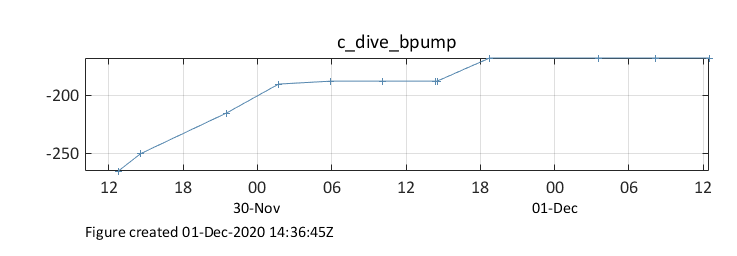 c_dive_bpump
-200
-250
12 18 00 06 12 18 00 06 12
30-Nov 01-Dec
Figure created 01-Dec-2020 14:36:45Z